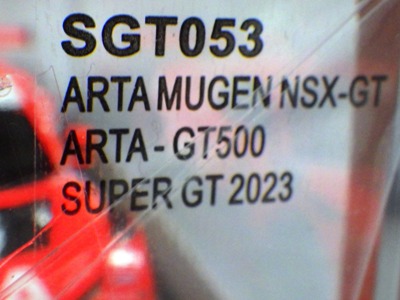 SGT053
ARTA MUGEN NSX-GT
ARTA - GT500
SUPER GT 2023